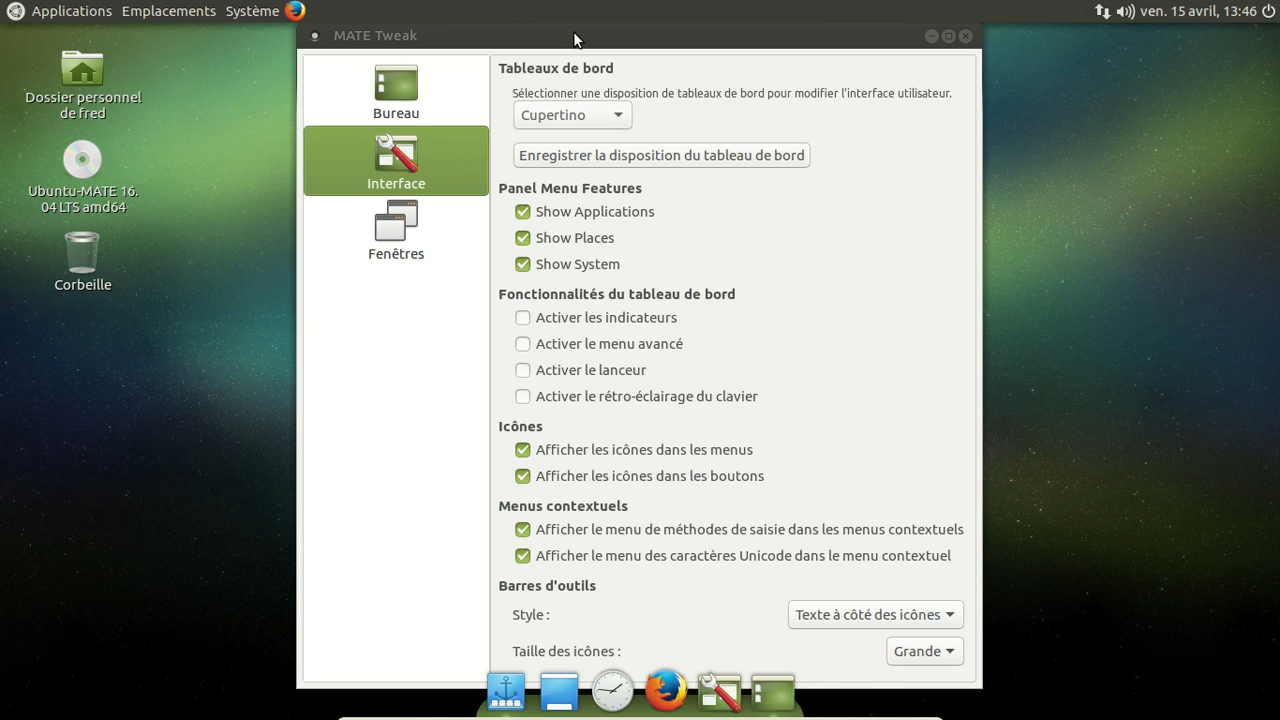 Applications Emplacements Système
ven. 15 avril, 13:46
MATE Tweak
Dossier personnel
de fred
Ubuntu-MATE 16.
04 LTS amd64
Corbeille
Bureau
Interface
Fenêtres
Tableaux de bord
Sélectionner une disposition de tableaux de bord pour modifier l'interface utilisateur.
Cupertino
Enregistrer la disposition du tableau de bord
Panel Menu Features
Show Applications
Show Places
Show System
Fonctionnalités du tableau de bord
Activer les indicateurs
Activer le menu avancé
Activer le lanceur
Activer le rétro-éclairage du clavier
Icônes
Afficher les icônes dans les menus
Afficher les icônes dans les boutons
Menus contextuels
Afficher le menu de méthodes de saisie dans les menus contextuels
Afficher le menu des caractères Unicode dans le menu contextuel
Barres d'outils
Style : Texte à côté des icônes
Taille des icônes : Grande